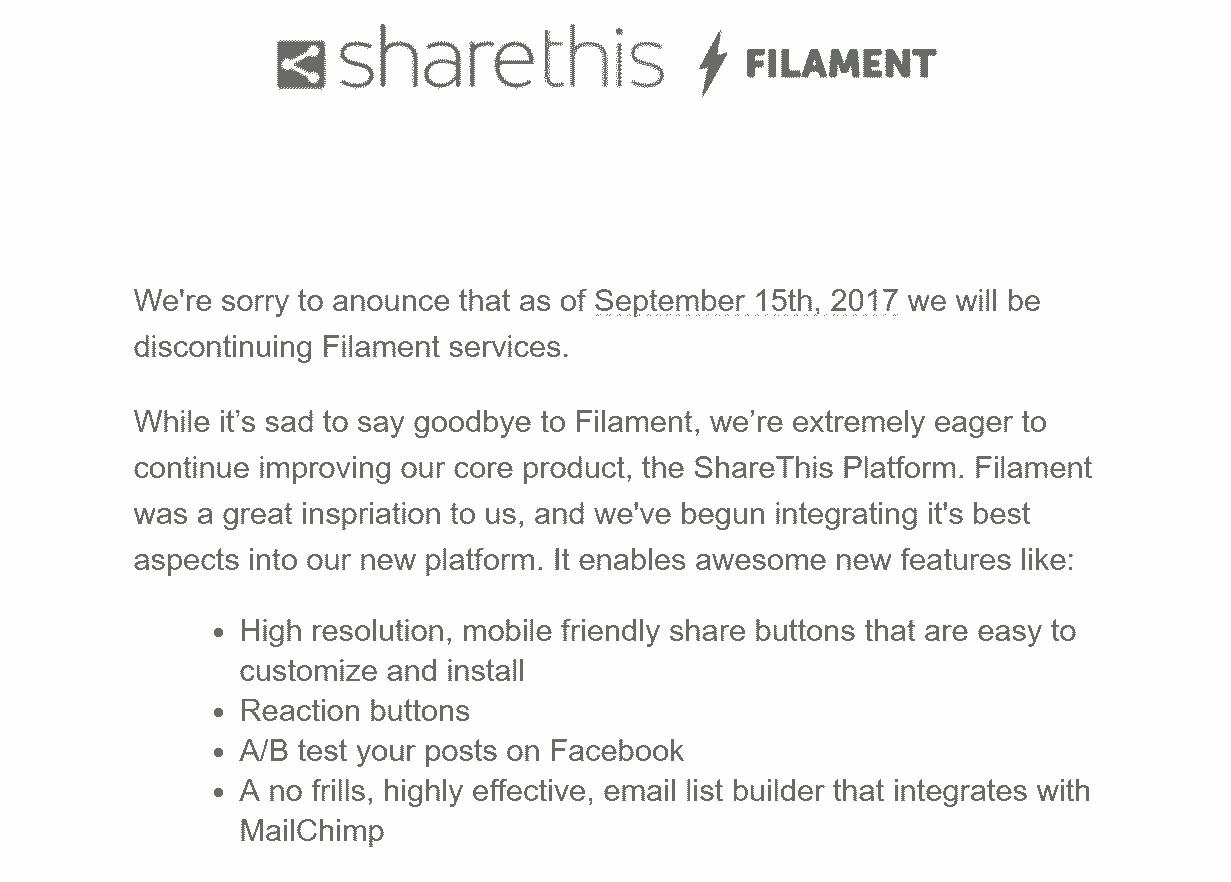 sharethis FILAMENT
We're sorry to anounce that as of September 15th, 2017 we will be
discontinuing Filament services.
While it’s sad to say goodbye to Filament, we’re extremely eager to
continue improving our core product, the ShareThis Platform. Filament
was a great inspriation to us, and we've begun integrating it's best
aspects into our new platform. It enables awesome new features like:
• High resolution, mobile friendly share buttons that are easy to
customize and install
• Reaction buttons
• A/B test your posts on Facebook
• A no frills, highly effective, email list builder that integrates with
MailChimp